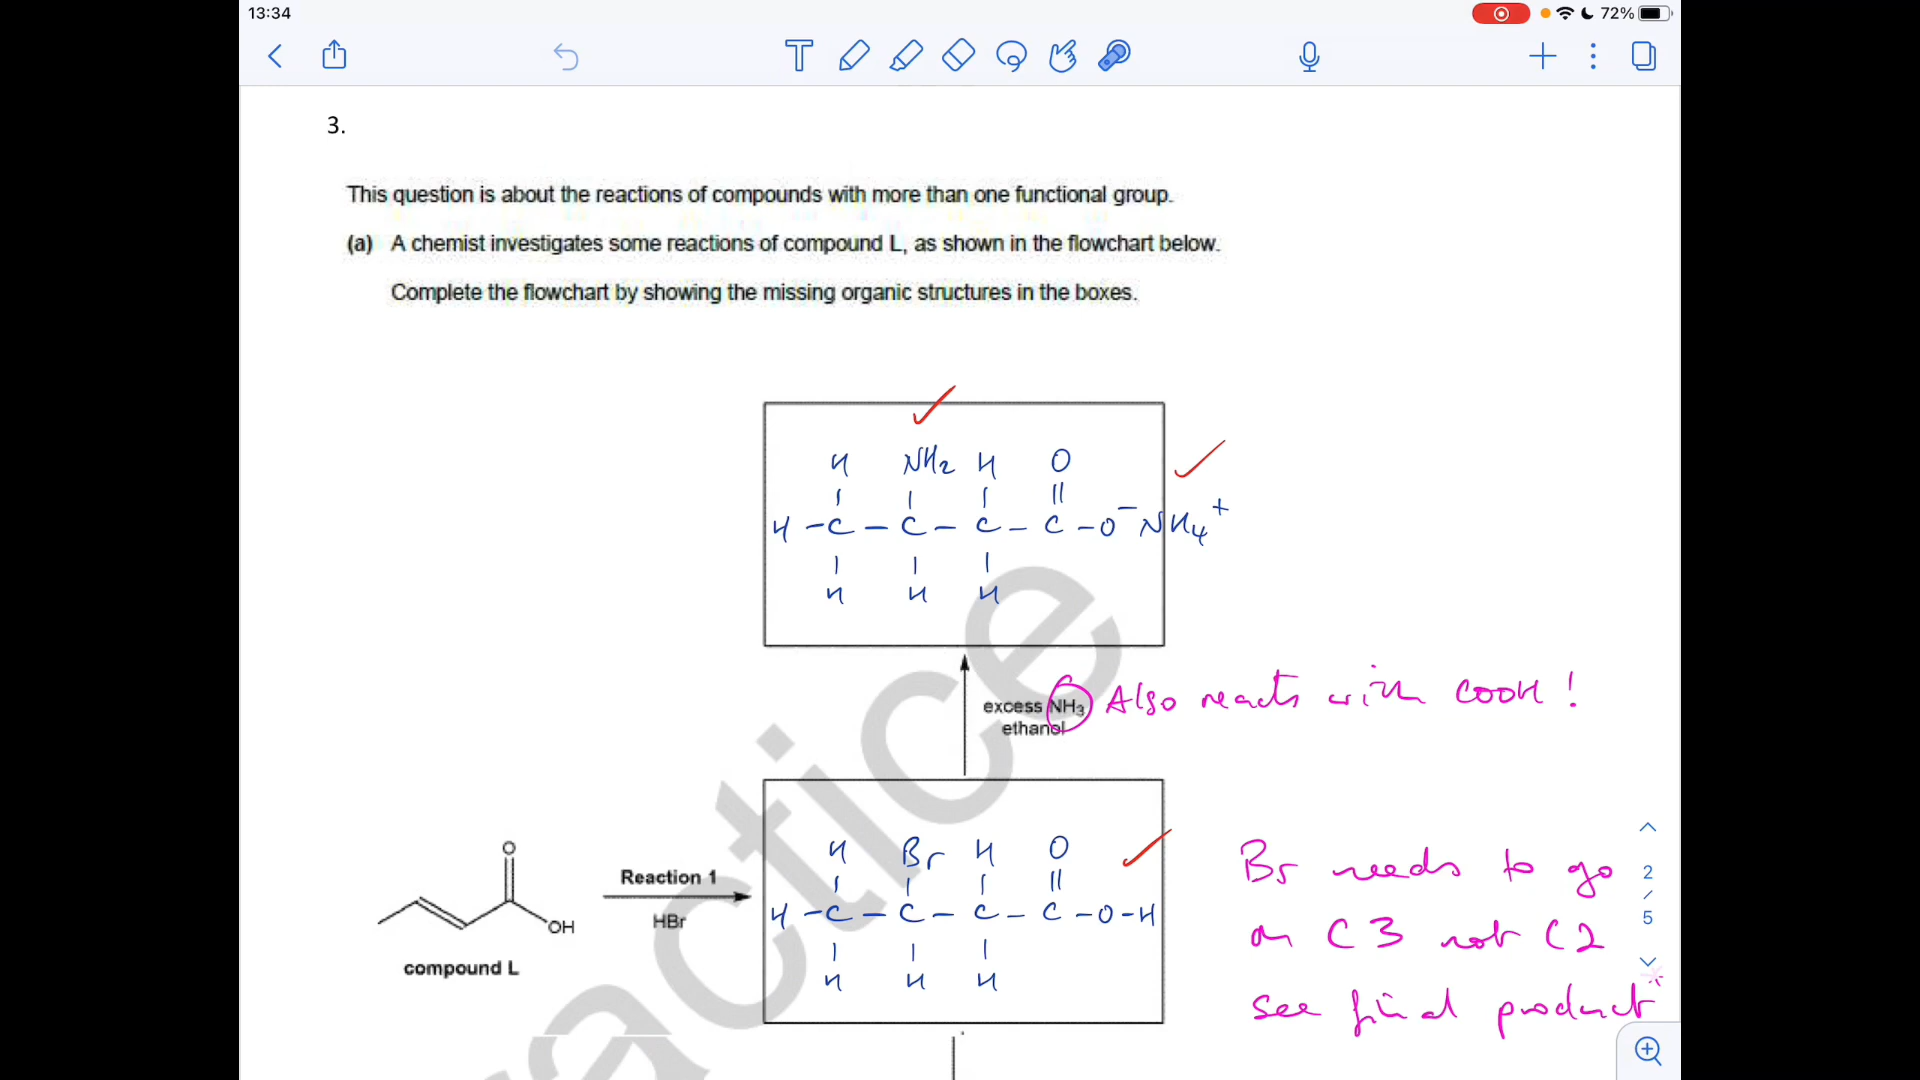 13:34
72%
3.
This question is about the reactions of compounds with more than one functional group.
(a) A chemist investigates some reactions of compound L, as shown in the flowchart below.
Complete the flowchart by showing the missing organic structures in the boxes.
H NH2 H O
H - C - C - C - C - O⁻ NH4⁺
H H H
excess NH3 Also reacts with COOH !
ethanol
H Br H O
H - C - C - C - C - O - H
H H H
O
OH
compound L
Reaction 1
HBr
Br needs to go
on C3 not C2
see final product
2
/
5
actice